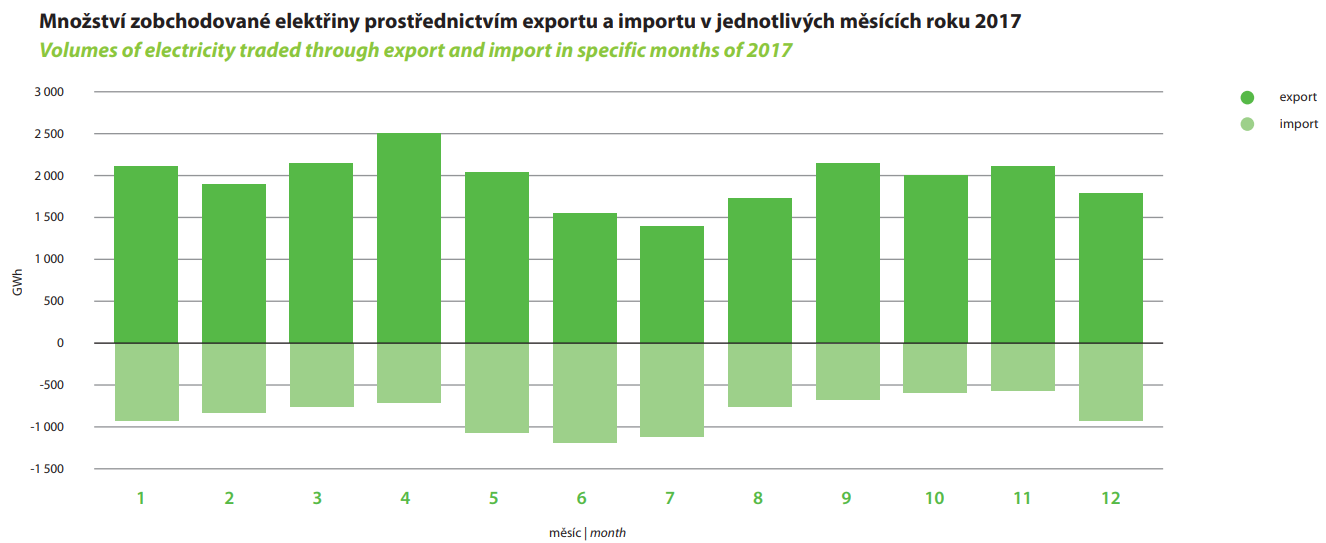 Množství zobchodované elektřiny prostřednictvím exportu a importu v jednotlivých měsících roku 2017
Volumes of electricity traded through export and import in specific months of 2017
3 000
2 500
2 000
1 500
1 000
500
0
-500
-1 000
-1 500
GWh
export
import
1 2 3 4 5 6 7 8 9 10 11 12
měsíc | month